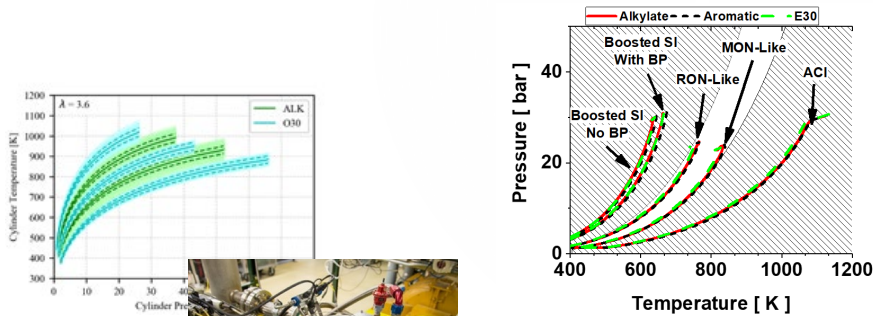 λ = 3.6
ALK
O30
Cylinder Temperature [K]
1200
1100
1000
900
800
700
600
500
400
300
0
10
20
30
40
Cylinder Pre
Alkylate
Aromatic
E30
Boosted SI
With BP
MON-Like
RON-Like
ACI
Boosted SI
No BP
Pressure [ bar ]
40
20
0
400
600
800
1000
1200
Temperature [ K ]